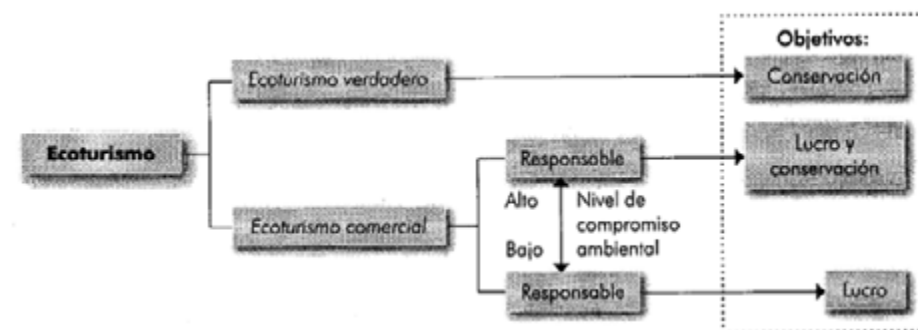 Objetivos:
Ecoturismo verdadero
Conservación
Ecoturismo
Responsable
Lucro y
conservación
Alto
Nivel de
compromiso
ambiental
Ecoturismo comercial
Bajo
Responsable
Lucro